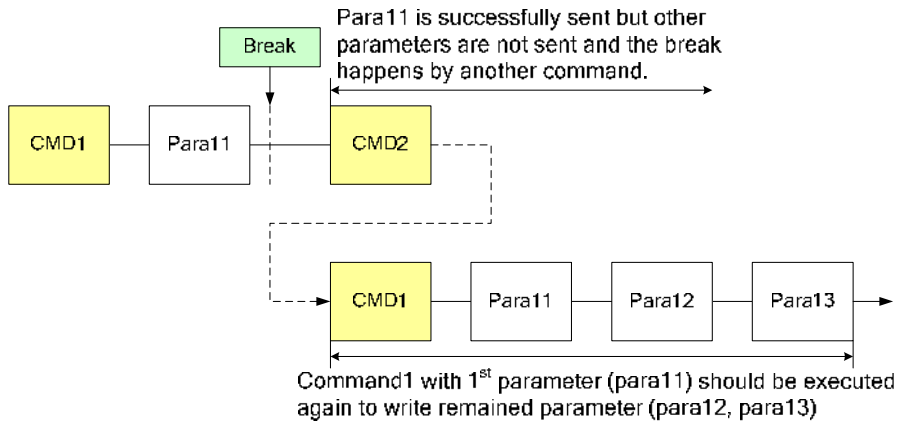 Para11 is successfully sent but other
parameters are not sent and the break
happens by another command.
Break
CMD1
Para11
CMD2
CMD1
Para11
Para12
Para13
Command1 with 1st parameter (para11) should be executed
again to write remained parameter (para12, para13)